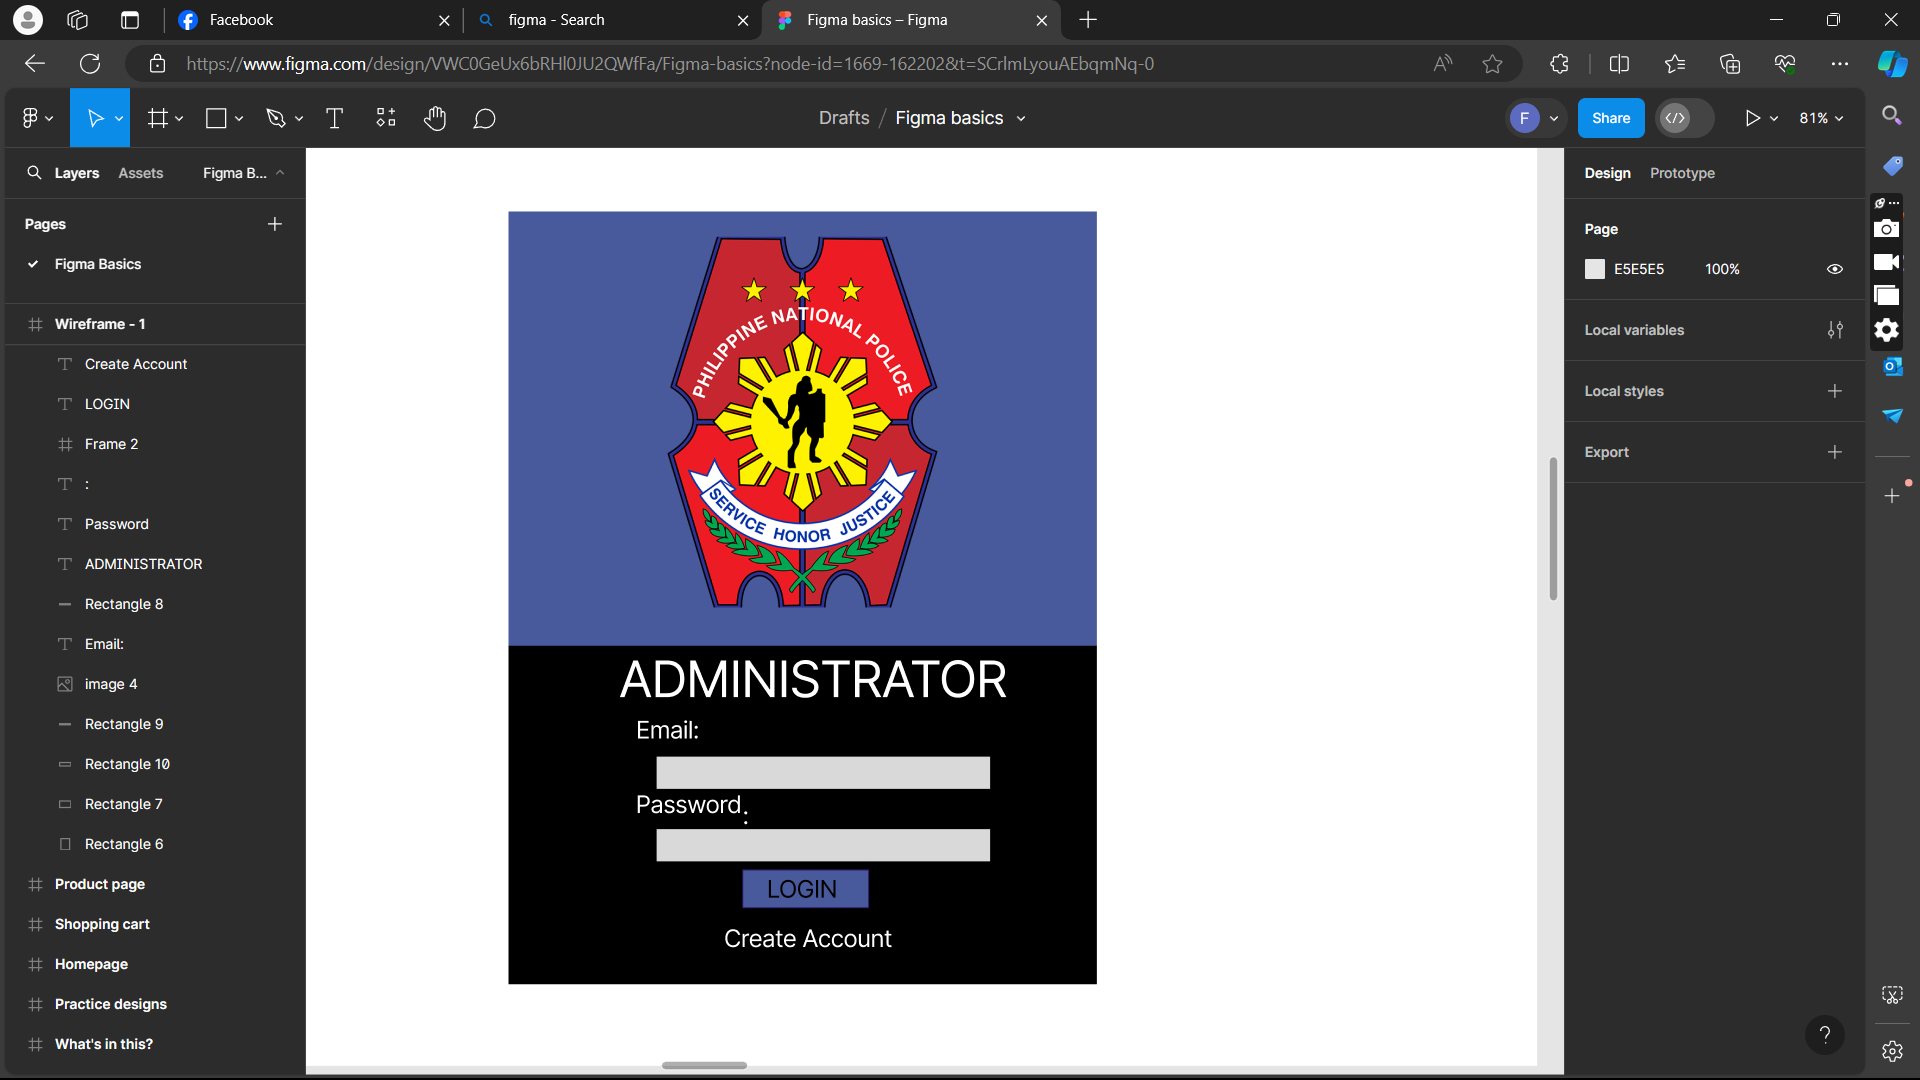 Facebook
figma - Search
Figma basics – Figma
https://www.figma.com/design/VWC0GeUx6bRHl0JU2QWfFa/Figma-basics?node-id=1669-162202&t=SCrlmLyouAEbqmNq-0
Drafts / Figma basics
F
Share
81%
Layers
Assets
Figma B...
Pages
Figma Basics
Wireframe - 1
Create Account
LOGIN
Frame 2
:
Password
ADMINISTRATOR
Rectangle 8
Email:
image 4
Rectangle 9
Rectangle 10
Rectangle 7
Rectangle 6
Product page
Shopping cart
Homepage
Practice designs
What's in this?
PHILIPPINE NATIONAL POLICE
SERVICE HONOR JUSTICE
ADMINISTRATOR
Email:
Password:
LOGIN
Create Account
Design
Prototype
Page
E5E5E5
100%
Local variables
Local styles
Export
?